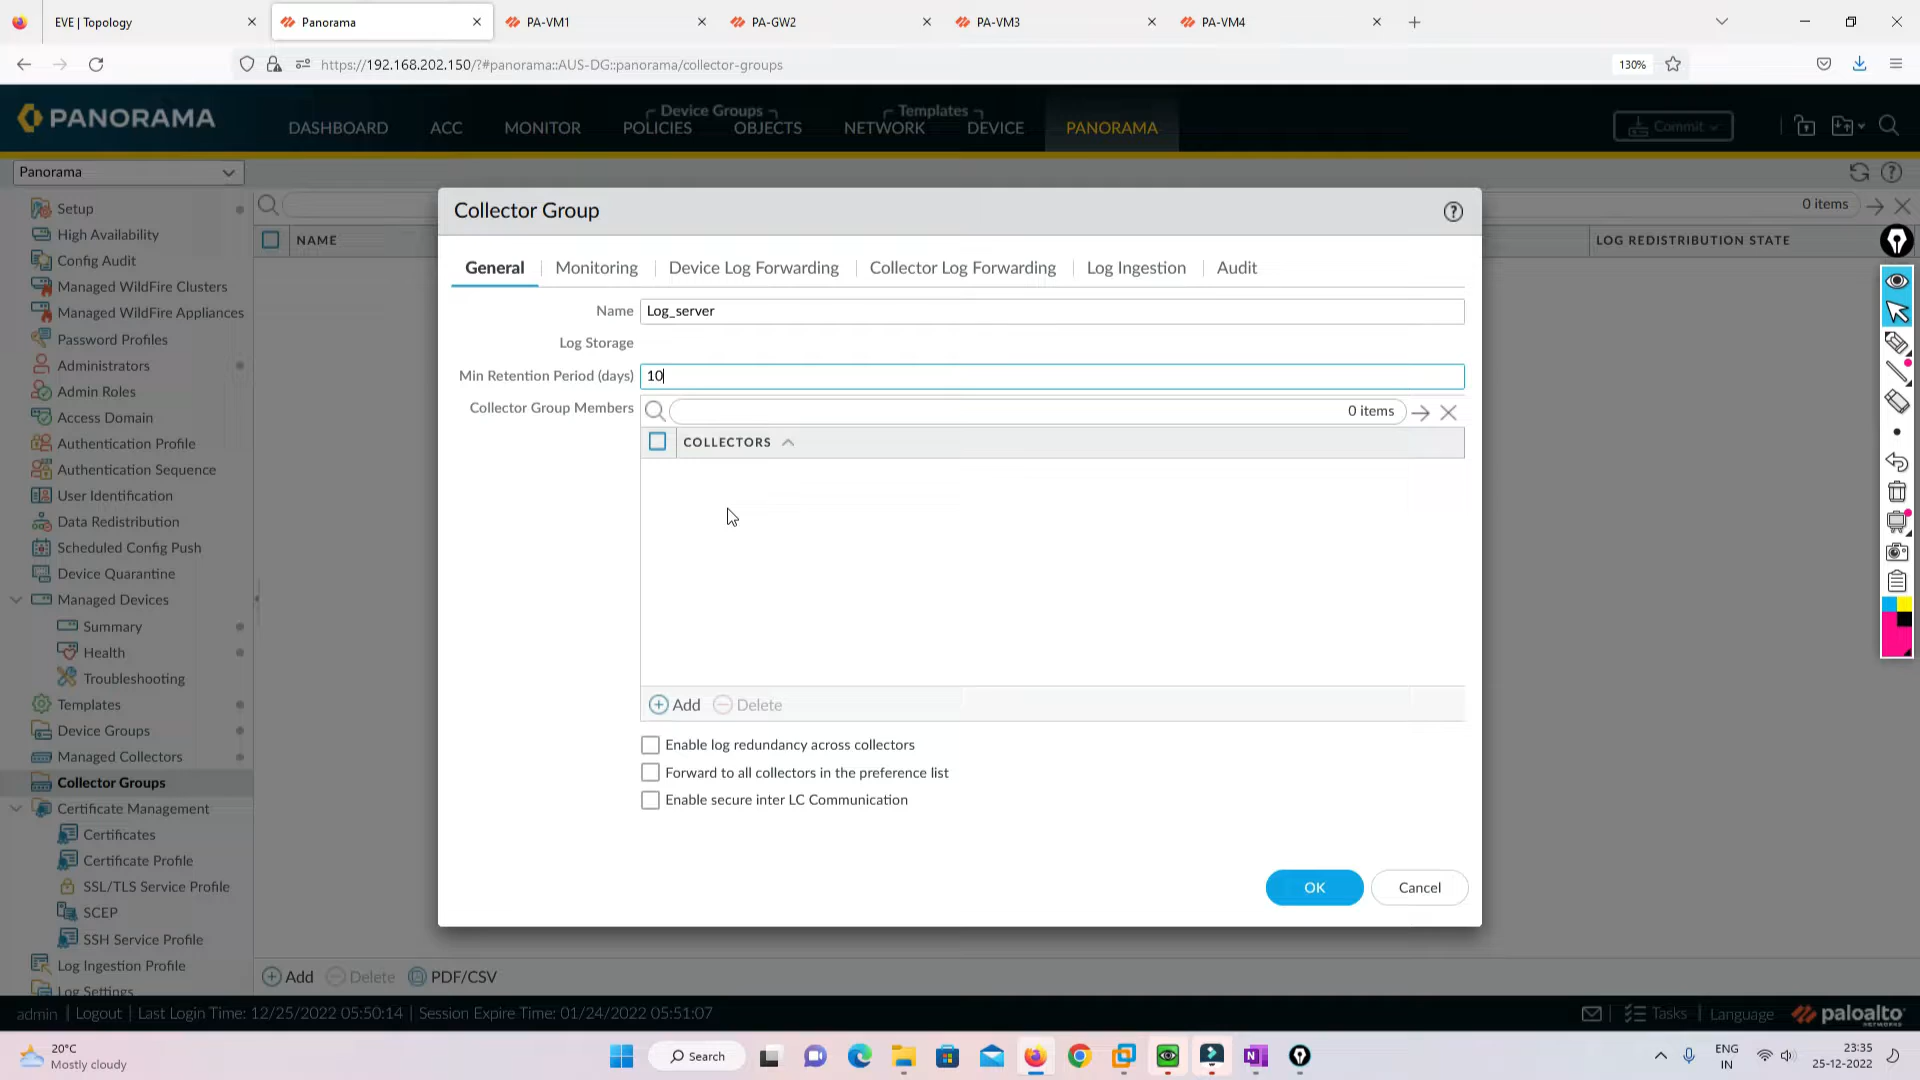 EVE | Topology
Panorama
PA-VM1
PA-GW2
PA-VM3
PA-VM4
https://192.168.202.150/?#panorama::AUS-DG::panorama/collector-groups
130%
PANORAMA
DASHBOARD
ACC
MONITOR
Device Groups
POLICIES
OBJECTS
Templates
NETWORK
DEVICE
PANORAMA
Commit
Panorama
Setup
High Availability
Config Audit
Managed WildFire Clusters
Managed WildFire Appliances
Password Profiles
Administrators
Admin Roles
Access Domain
Authentication Profile
Authentication Sequence
User Identification
Data Redistribution
Scheduled Config Push
Device Quarantine
Managed Devices
Summary
Health
Troubleshooting
Templates
Device Groups
Managed Collectors
Collector Groups
Certificate Management
Certificates
Certificate Profile
SSL/TLS Service Profile
SCEP
SSH Service Profile
Log Ingestion Profile
Log Settings
0 items
NAME
LOG REDISTRIBUTION STATE
Collector Group
General
Monitoring
Device Log Forwarding
Collector Log Forwarding
Log Ingestion
Audit
Name
Log_server
Log Storage
Min Retention Period (days)
10
Collector Group Members
0 items
COLLECTORS
Add
Delete
Enable log redundancy across collectors
Forward to all collectors in the preference list
Enable secure inter LC Communication
OK
Cancel
Add
Delete
PDF/CSV
admin | Logout | Last Login Time: 12/25/2022 05:50:14 | Session Expire Time: 01/24/2022 05:51:07
Tasks | Language
paloalto
NETWORKS
20°C
Mostly cloudy
Search
ENG
IN
23:35
25-12-2022